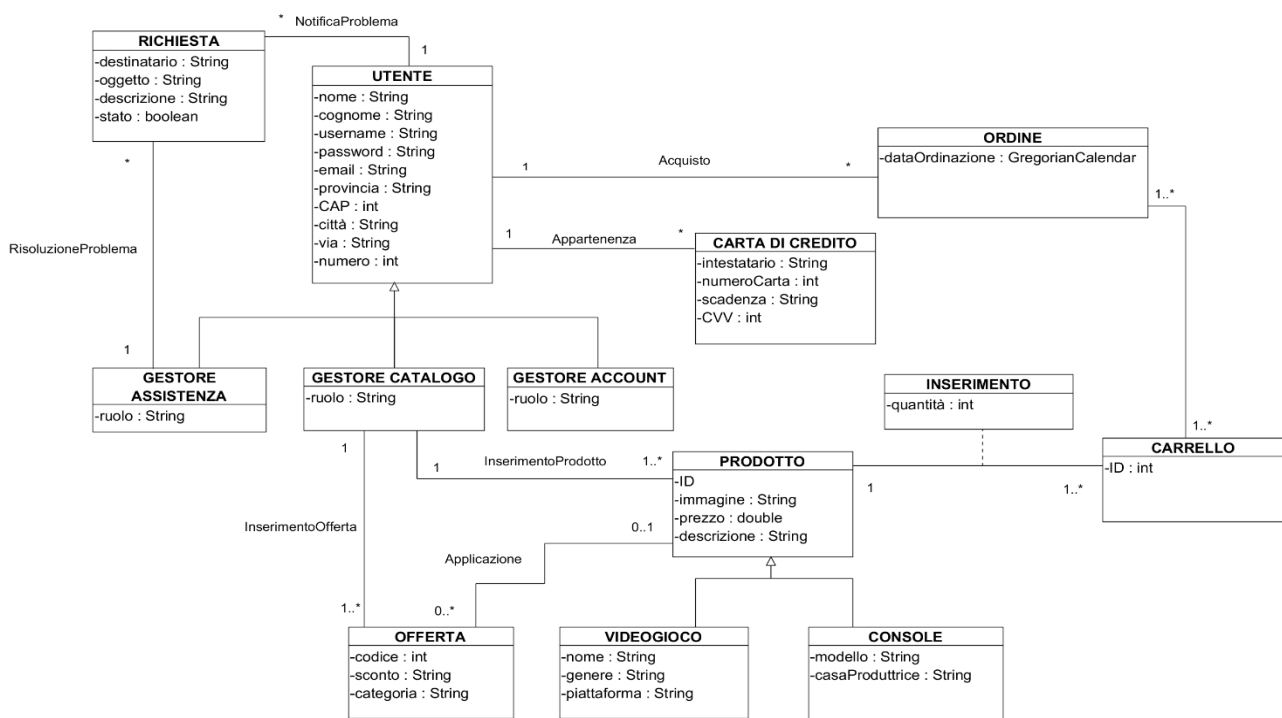 * NotificaProblema
1
RICHIESTA
-destinatario : String
-oggetto : String
-descrizione : String
-stato : boolean
*
UTENTE
-nome : String
-cognome : String
-username : String
-password : String
-email : String
-provincia : String
-CAP : int
-città : String
-via : String
-numero : int
1 Acquisto *
ORDINE
-dataOrdinazione : GregorianCalendar
1..*
1 Appartenenza *
CARTA DI CREDITO
-intestatario : String
-numeroCarta : int
-scadenza : String
-CVV : int
RisoluzioneProblema
1
GESTORE
ASSISTENZA
-ruolo : String
GESTORE CATALOGO
-ruolo : String
GESTORE ACCOUNT
-ruolo : String
INSERIMENTO
-quantità : int
1..*
CARRELLO
-ID : int
1
1 InserimentoProdotto 1..*
PRODOTTO
-ID
-immagine : String
-prezzo : double
-descrizione : String
1 1..*
InserimentoOfferta
0..1
Applicazione
1..* 0..*
OFFERTA
-codice : int
-sconto : String
-categoria : String
VIDEOGIOCO
-nome : String
-genere : String
-piattaforma : String
CONSOLE
-modello : String
-casaProduttrice : String